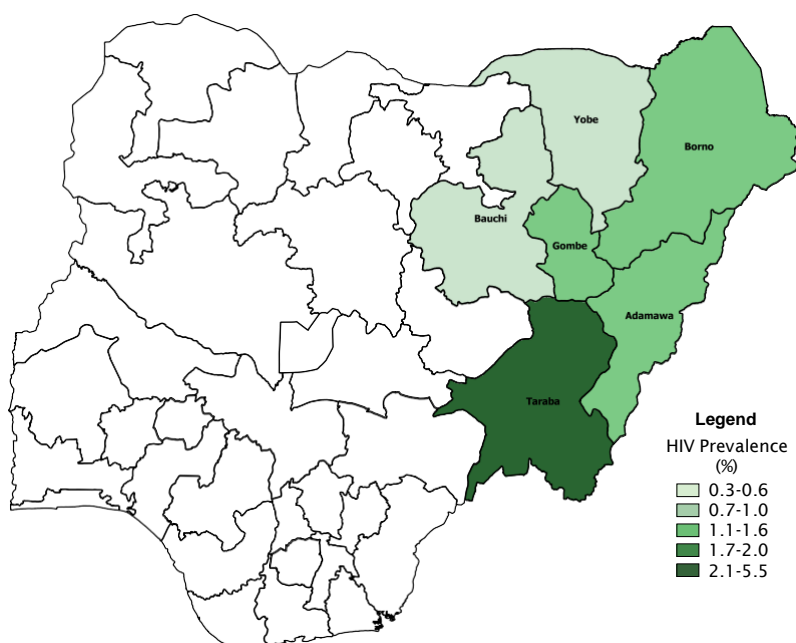 Yobe
Borno
Bauchi
Gombe
Adamawa
Taraba
Legend
HIV Prevalence
(%)
0.3-0.6
0.7-1.0
1.1-1.6
1.7-2.0
2.1-5.5